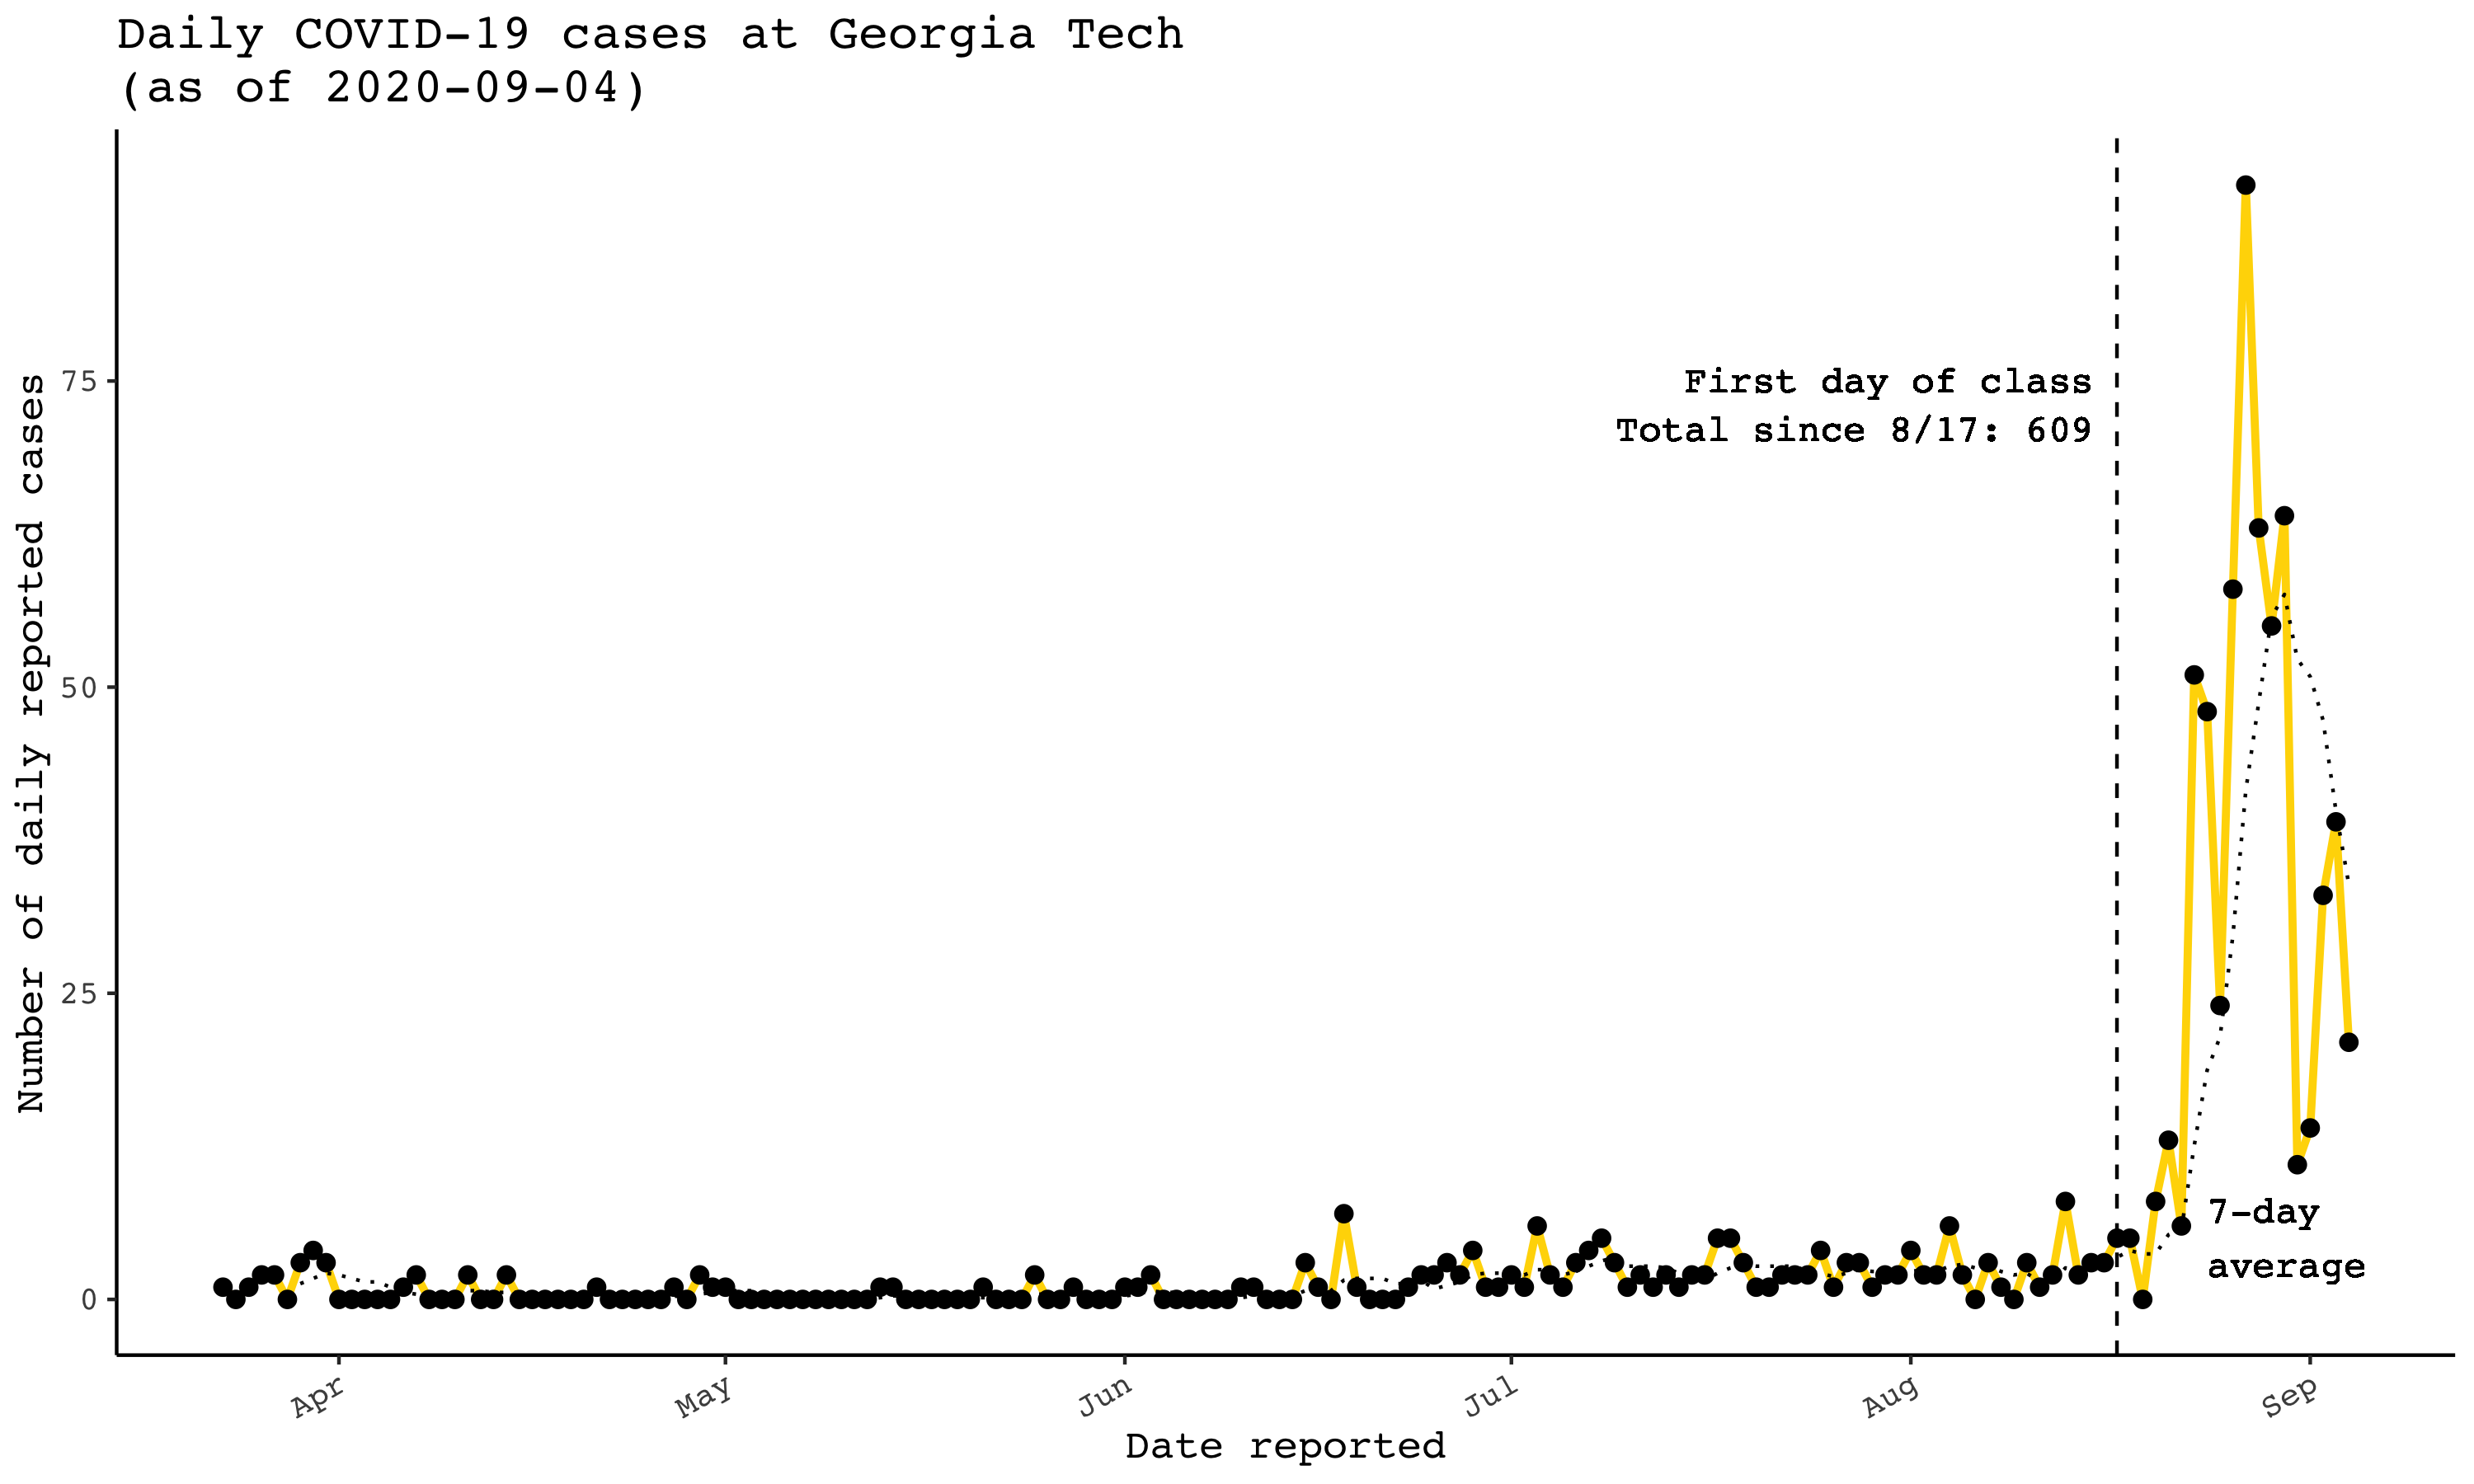 Daily COVID-19 cases at Georgia Tech
(as of 2020-09-04)
Number of daily reported cases
75
50
25
0
First day of class
Total since 8/17: 609
7-day
average
Apr
May
Jun
Jul
Aug
Sep
Date reported